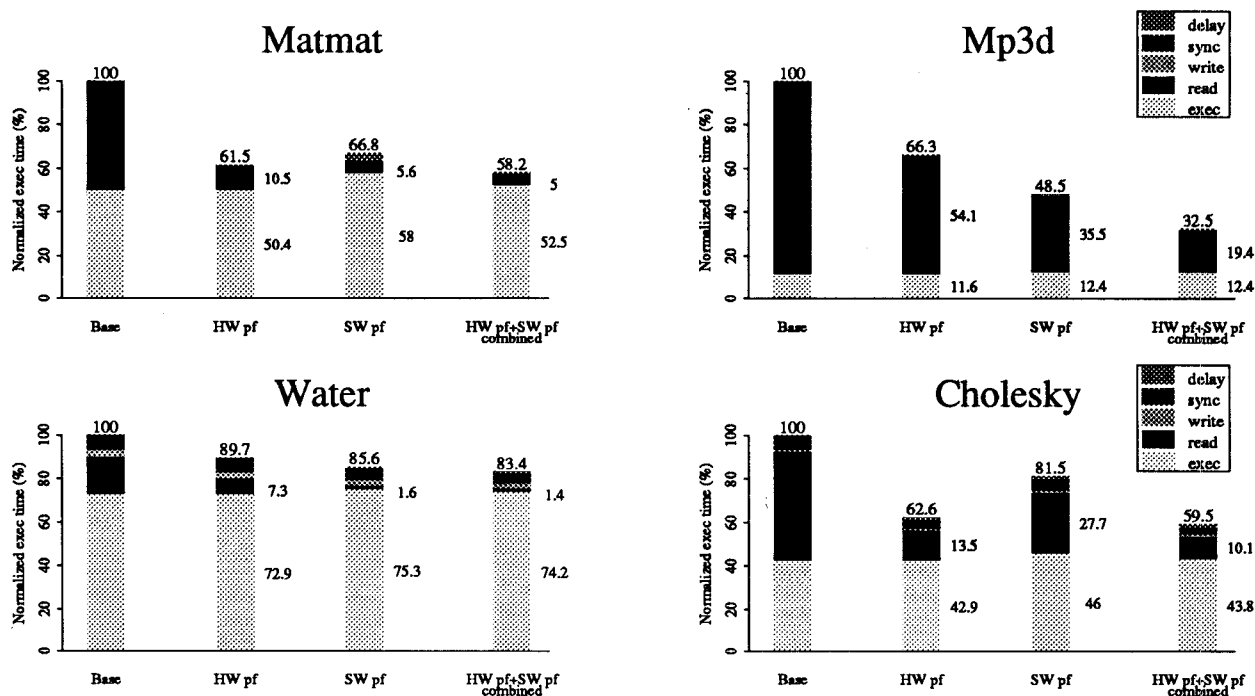 Matmat
Normalized exec time (%)
0 20 40 60 80 100
100
61.5
10.5
50.4
66.8
5.6
58
58.2
5
52.5
Base HW pf SW pf HW pf+SW pf combined
Mp3d
delay
sync
write
read
exec
Normalized exec time (%)
0 20 40 60 80 100
100
66.3
54.1
11.6
48.5
35.5
12.4
32.5
19.4
12.4
Base HW pf SW pf HW pf+SW pf combined
Water
Normalized exec time (%)
0 20 40 60 80 100
100
89.7
7.3
72.9
85.6
1.6
75.3
83.4
1.4
74.2
Base HW pf SW pf HW pf+SW pf combined
Cholesky
delay
sync
write
read
exec
Normalized exec time (%)
0 20 40 60 80 100
100
62.6
13.5
42.9
81.5
27.7
46
59.5
10.1
43.8
Base HW pf SW pf HW pf+SW pf combined